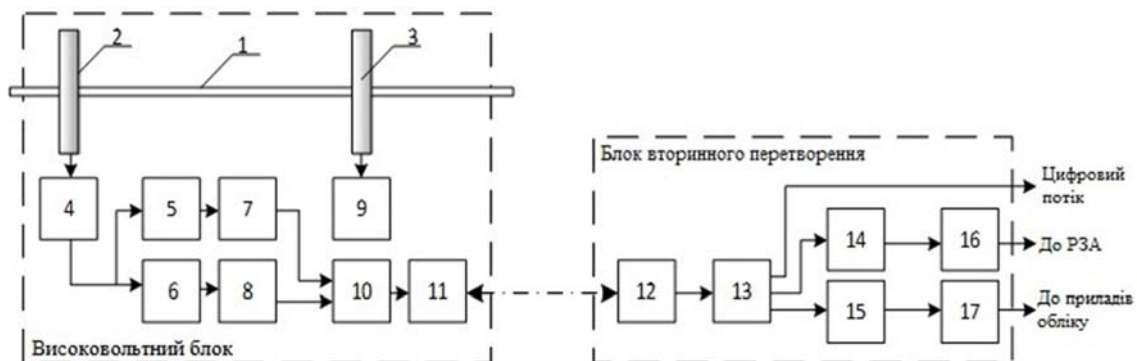 2
1
3
4
5
7
9
6
8
10
11
Високовольтний блок
Блок вторинного перетворення
12
13
14
16
15
17
Цифровий
потік
До РЗА
До приладів
обліку